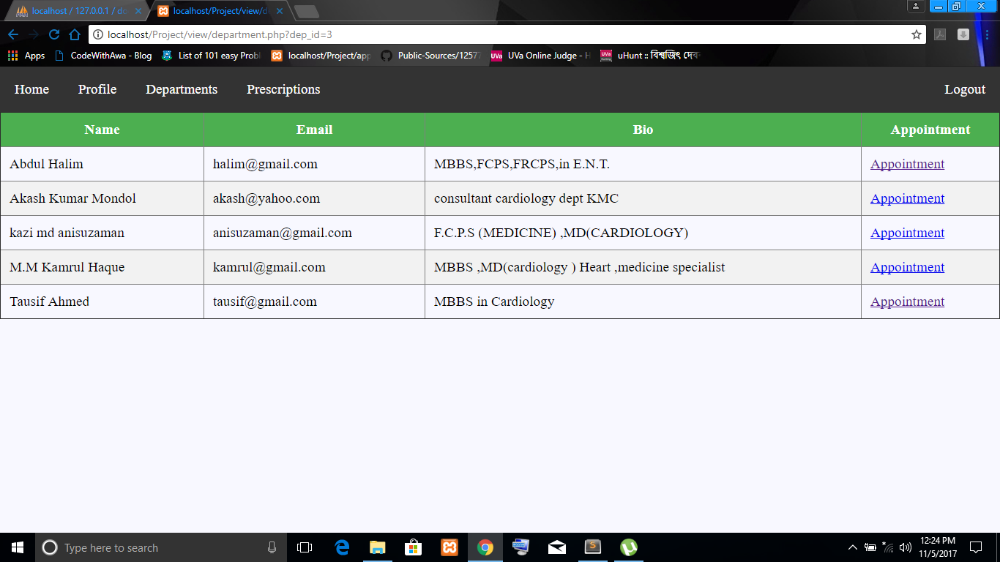 localhost / 127.0.0.1 / do
localhost/Project/view/d
localhost/Project/view/department.php?dep_id=3
Apps CodeWithAwa - Blog List of 101 easy Prob localhost/Project/app Public-Sources/12577 UVa Online Judge - H uHunt :: বিশ্বজিৎ দেব
Home Profile Departments Prescriptions Logout
Name Email Bio Appointment
Abdul Halim halim@gmail.com MBBS,FCPS,FRCPS,in E.N.T. Appointment
Akash Kumar Mondol akash@yahoo.com consultant cardiology dept KMC Appointment
kazi md anisuzaman anisuzaman@gmail.com F.C.P.S (MEDICINE) ,MD(CARDIOLOGY) Appointment
M.M Kamrul Haque kamrul@gmail.com MBBS ,MD(cardiology ) Heart ,medicine specialist Appointment
Tausif Ahmed tausif@gmail.com MBBS in Cardiology Appointment
Type here to search
12:24 PM
11/5/2017